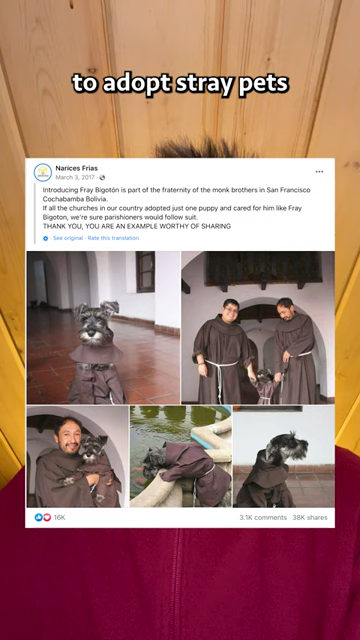 to adopt stray pets
Narices Frias
March 3, 2017 ·
Introducing Fray Bigotón is part of the fraternity of the monk brothers in San Francisco
Cochabamba Bolivia.
If all the churches in our country adopted just one puppy and cared for him like Fray
Bigoton, we're sure parishioners would follow suit.
THANK YOU, YOU ARE AN EXAMPLE WORTHY OF SHARING
See original · Rate this translation
16K
3.1K comments 38K shares